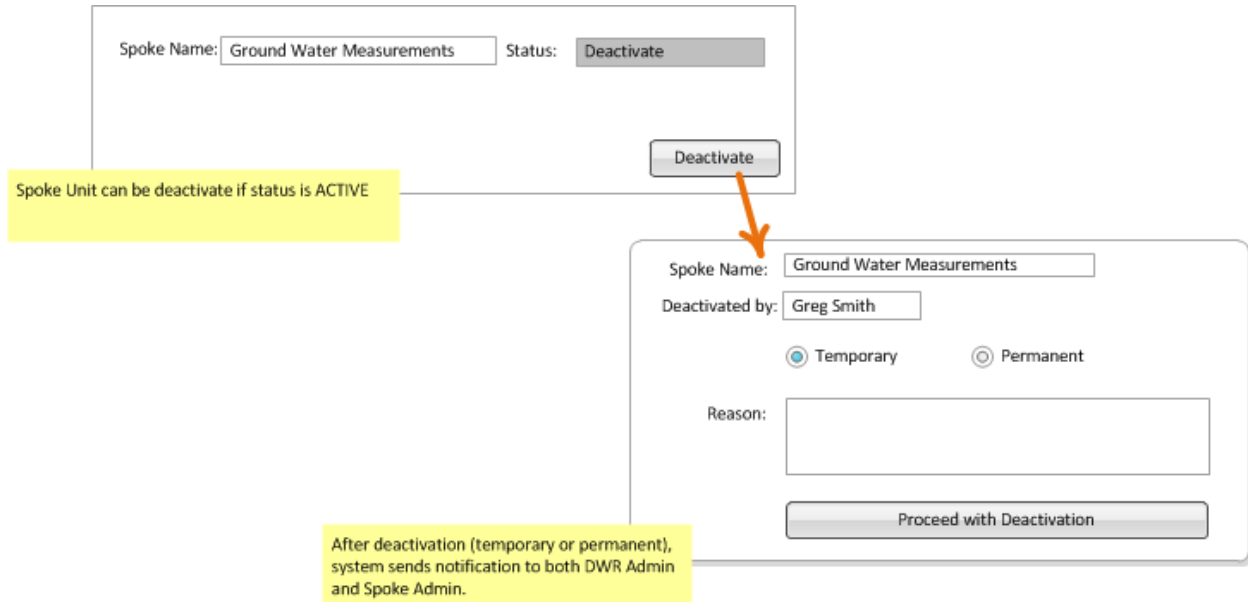 Spoke Name: Ground Water Measurements Status: Deactivate
Deactivate
Spoke Unit can be deactivate if status is ACTIVE
Spoke Name: Ground Water Measurements
Deactivated by: Greg Smith
Temporary Permanent
Reason:
Proceed with Deactivation
After deactivation (temporary or permanent),
system sends notification to both DWR Admin
and Spoke Admin.